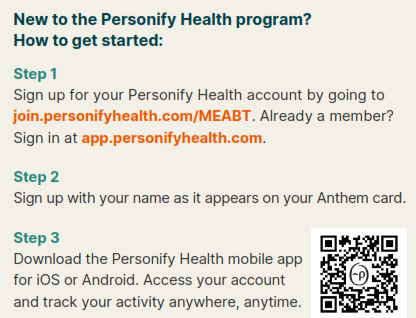 New to the Personify Health program?
How to get started:
Step 1
Sign up for your Personify Health account by going to
join.personifyhealth.com/MEABT. Already a member?
Sign in at app.personifyhealth.com.
Step 2
Sign up with your name as it appears on your Anthem card.
Step 3
Download the Personify Health mobile app
for iOS or Android. Access your account
and track your activity anywhere, anytime.